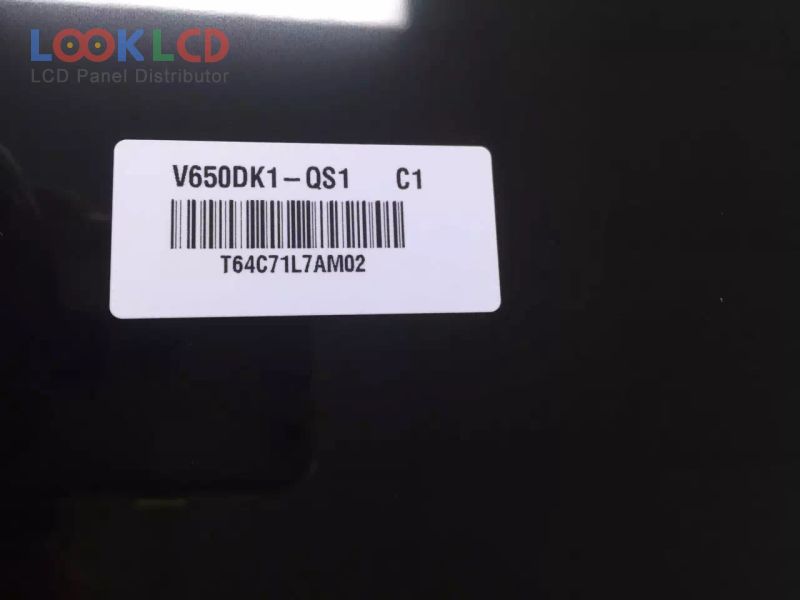 LOOKLCD
LCD Panel Distributor
V650DK1-QS1 C1
T64C71L7AM02